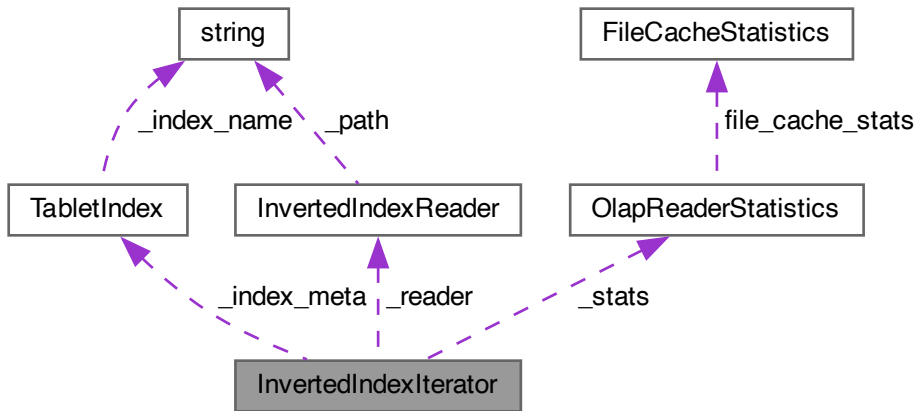 string
FileCacheStatistics
_index_name
_path
file_cache_stats
TabletIndex
InvertedIndexReader
OlapReaderStatistics
_index_meta
_reader
_stats
InvertedIndexIterator